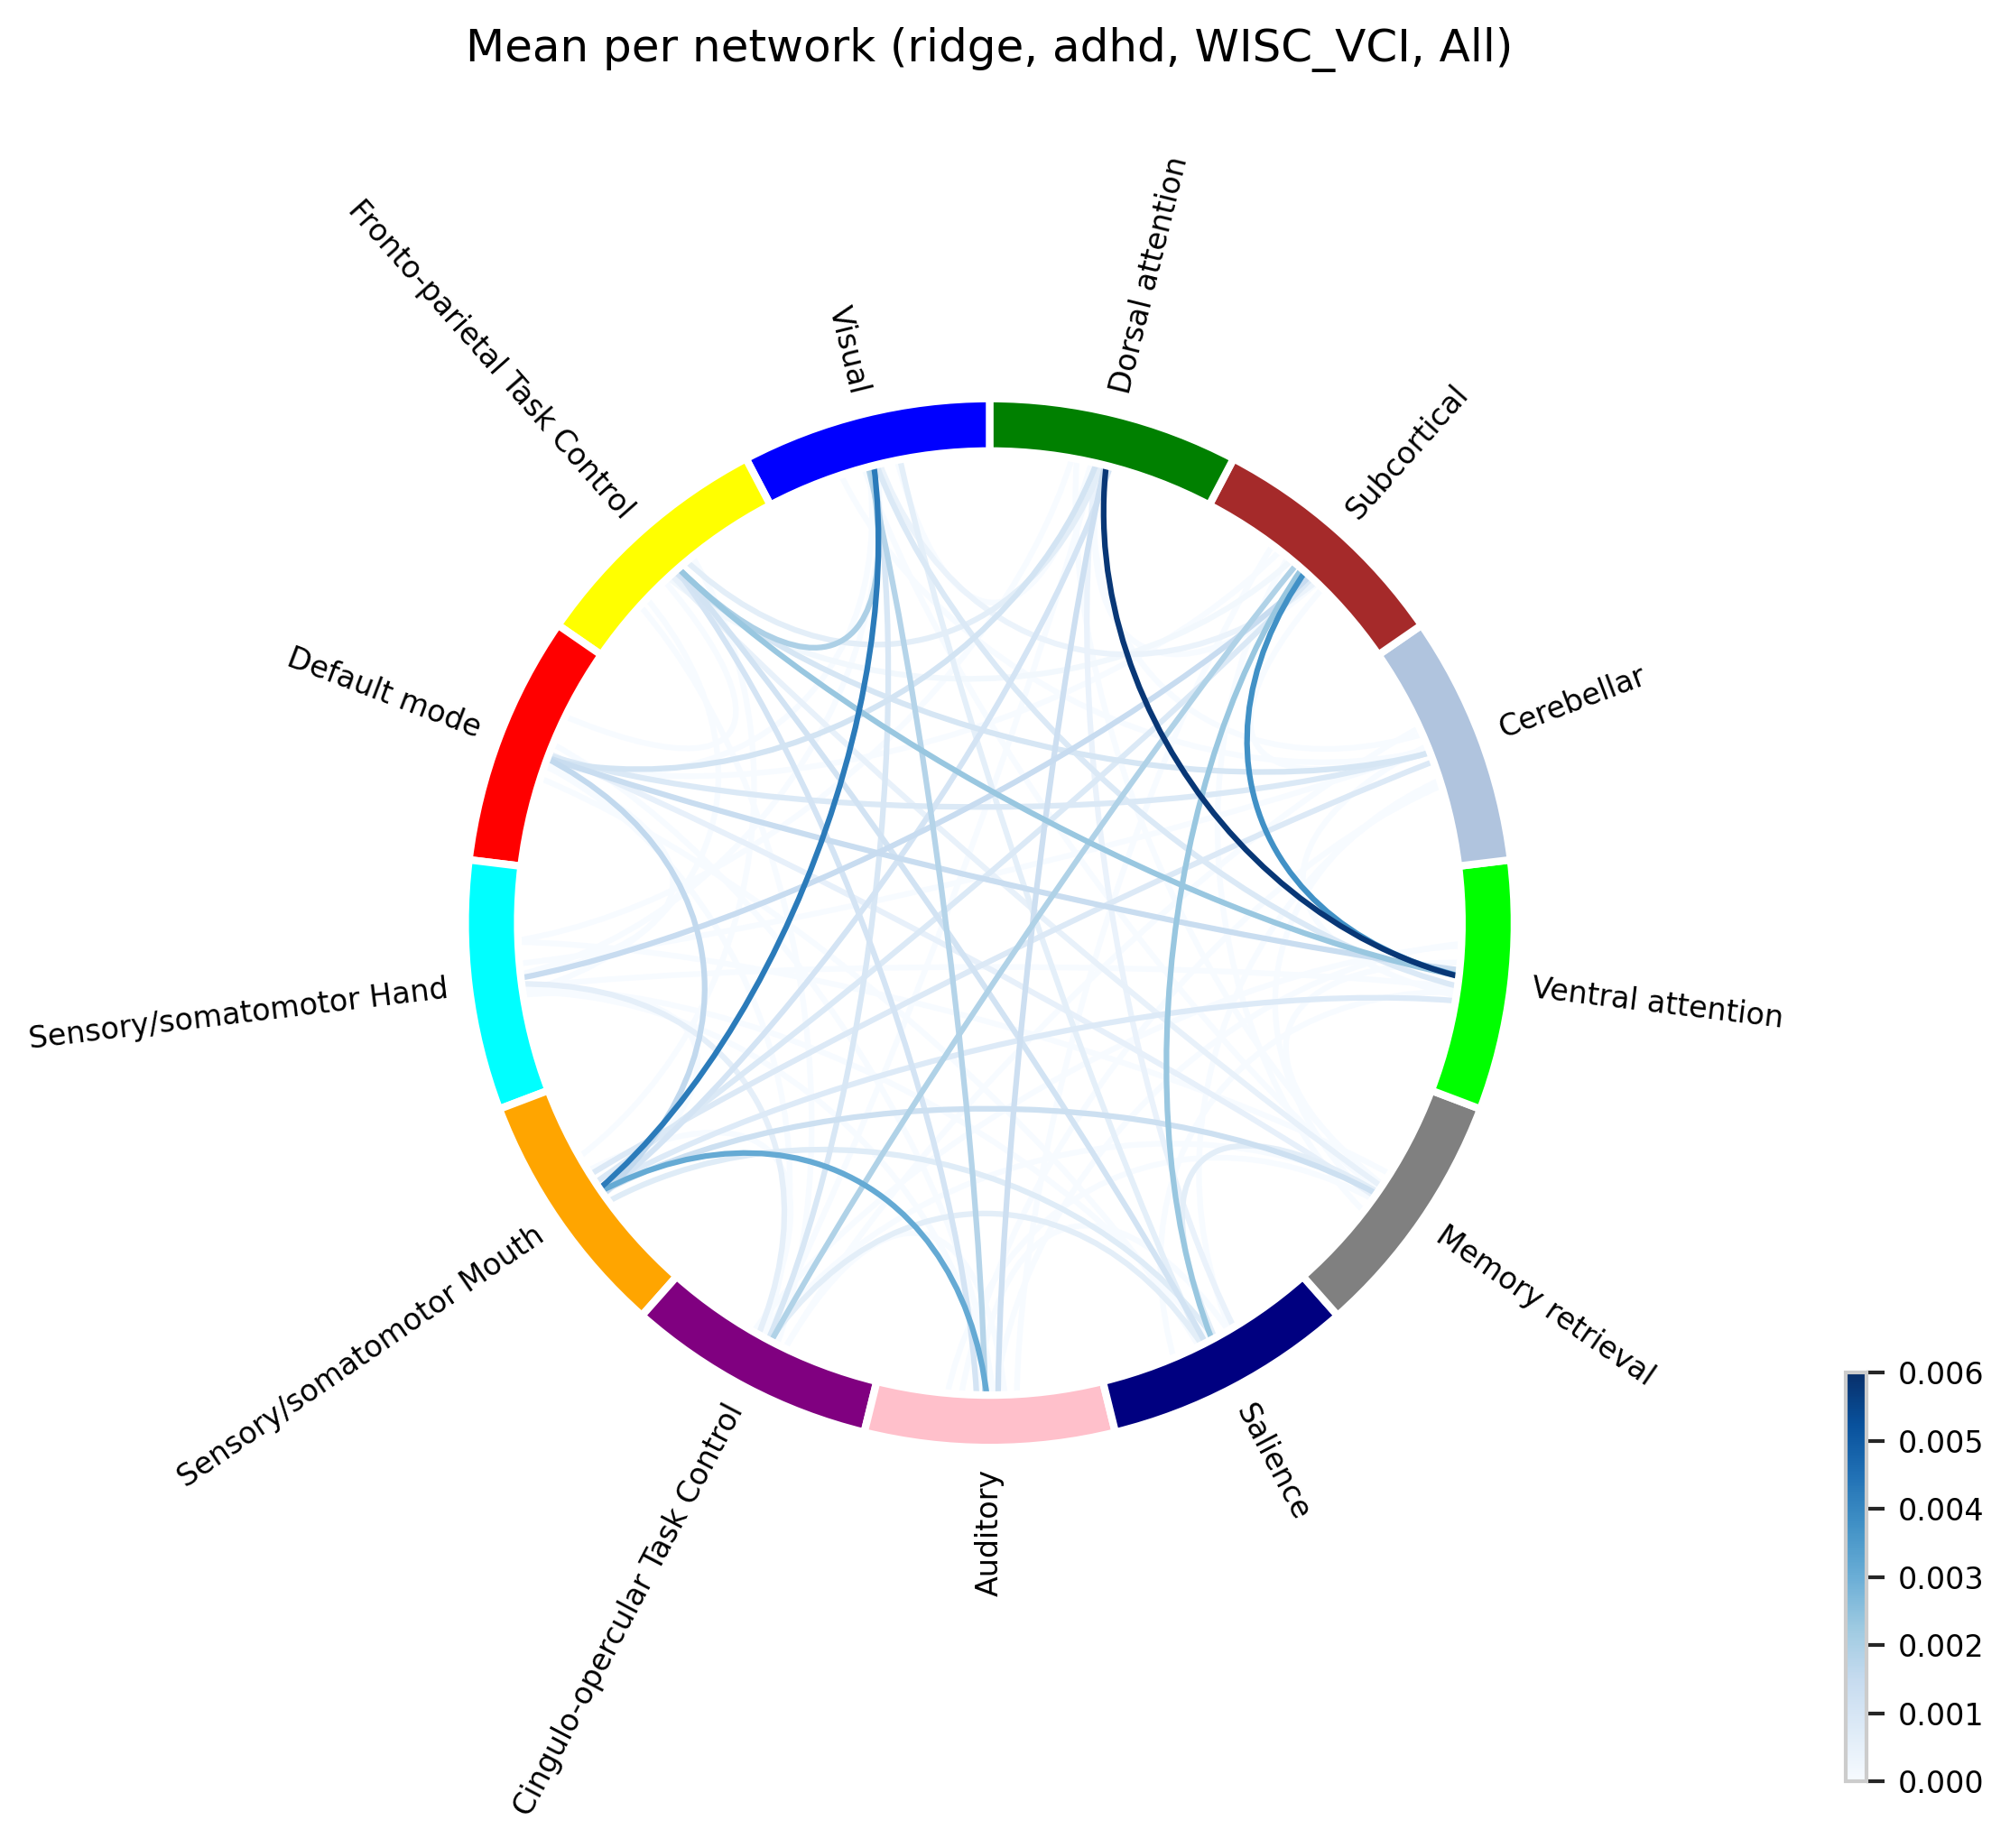 Mean per network (ridge, adhd, WISC_VCI, All)
Dorsal attention
Visual
Fronto-parietal Task Control
Subcortical
Default mode
Cerebellar
Sensory/somatomotor Hand
Ventral attention
Sensory/somatomotor Mouth
Memory retrieval
Cingulo-opercular Task Control
Auditory
Salience
0.006
0.005
0.004
0.003
0.002
0.001
0.000